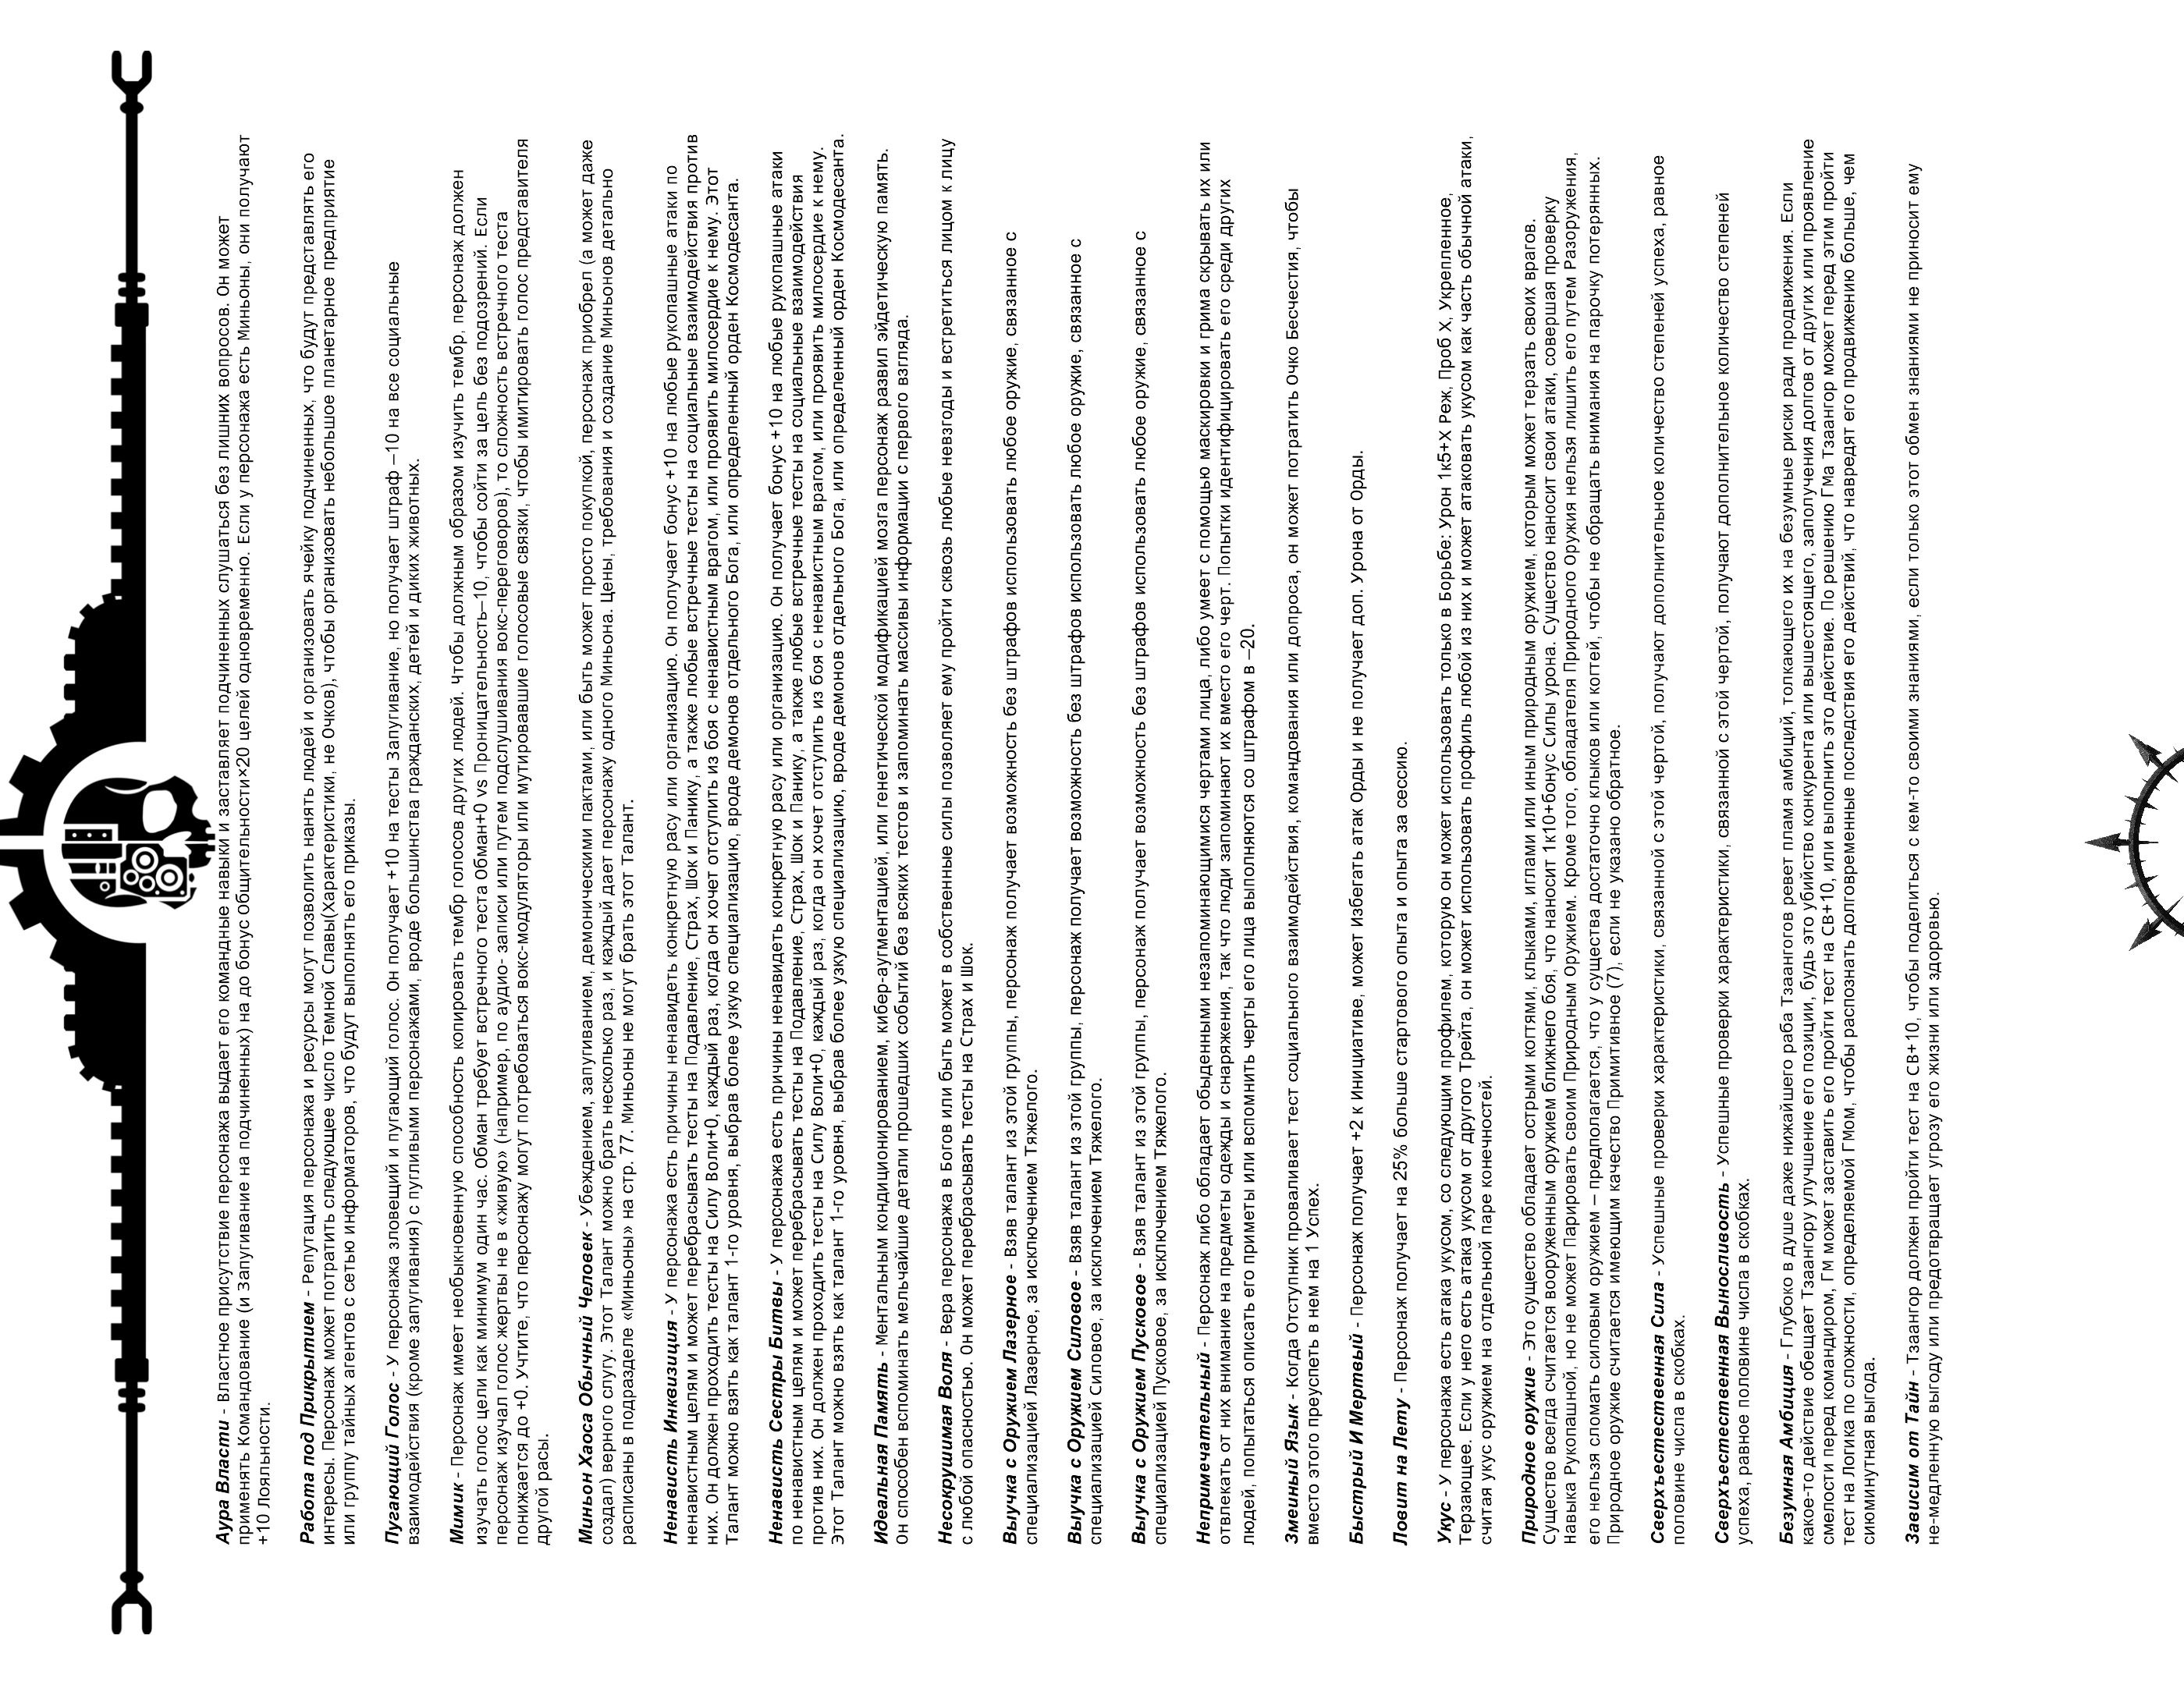 Аура Власти - Властное присутствие персонажа выдает его командные навыки и заставляет подчиненных слушаться без лишних вопросов. Он может
применять Командование (и Запугивание на подчиненных) на до бонус Общительности×20 целей одновременно. Если у персонажа есть Миньоны, они получают
+10 Лояльности.
Работа под Прикрытием - Репутация персонажа и ресурсы могут позволить нанять людей и организовать ячейку подчиненных, что будут представлять его
интересы. Персонаж может потратить следующее число Темной Славы(Характеристики, не Очков), чтобы организовать небольшое планетарное предприятие
или группу тайных агентов с сетью информаторов, что будут выполнять его приказы.
Пугающий Голос - У персонажа зловещий и пугающий голос. Он получает +10 на тесты Запугивание, но получает штраф –10 на все социальные
взаимодействия (кроме запугивания) с пугливыми персонажами, вроде большинства гражданских, детей и диких животных.
Мимик - Персонаж имеет необыкновенную способность копировать тембр голосов других людей. Чтобы должным образом изучить тембр, персонаж должен
изучать голос цели как минимум один час. Обман требует встречного теста Обман+0 vs Проницательность–10, чтобы сойти за цель без подозрений. Если
персонаж изучал голос жертвы не в «живую» (например, по аудио- записи или путем подслушивания вокс-переговоров), то сложность встречного теста
понижается до +0. Учтите, что персонажу могут потребоваться вокс-модуляторы или мутировавшие голосовые связки, чтобы имитировать голос представителя
другой расы.
Миньон Хаоса Обычный Человек - Убеждением, запугиванием, демоническими пактами, или быть может просто покупкой, персонаж приобрел (а может даже
создал) верного слугу. Этот Талант можно брать несколько раз, и каждый дает персонажу одного Миньона. Цены, требования и создание Миньонов детально
расписаны в подразделе «Миньоны» на стр. 77. Миньоны не могут брать этот Талант.
Ненависть Инквизиция - У персонажа есть причины ненавидеть конкретную расу или организацию. Он получает бонус +10 на любые рукопашные атаки по
ненавистным целям и может перебрасывать тесты на Подавление, Страх, Шок и Панику, а также любые встречные тесты на социальные взаимодействия против
них. Он должен проходить тесты на Силу Воли+0, каждый раз, когда он хочет отступить из боя с ненавистным врагом, или проявить милосердие к нему. Этот
Талант можно взять как талант 1-го уровня, выбрав более узкую специализацию, вроде демонов отдельного Бога, или определенный орден Космодесанта.
Ненависть Сестры Битвы - У персонажа есть причины ненавидеть конкретную расу или организацию. Он получает бонус +10 на любые рукопашные атаки
по ненавистным целям и может перебрасывать тесты на Подавление, Страх, Шок и Панику, а также любые встречные тесты на социальные взаимодействия
против них. Он должен проходить тесты на Силу Воли+0, каждый раз, когда он хочет отступить из боя с ненавистным врагом, или проявить милосердие к нему.
Этот Талант можно взять как талант 1-го уровня, выбрав более узкую специализацию, вроде демонов отдельного Бога, или определенный орден Космодесанта.
Идеальная Память - Ментальным кондиционированием, кибер-аугментацией, или генетической модификацией мозга персонаж развил эйдетическую память.
Он способен вспоминать мельчайшие детали прошедших событий без всяких тестов и запоминать массивы информации с первого взгляда.
Несокрушимая Воля - Вера персонажа в Богов или быть может в собственные силы позволяет ему пройти сквозь любые невзгоды и встретиться лицом к лицу
с любой опасностью. Он может перебрасывать тесты на Страх и Шок.
Выучка с Оружием Лазерное - Взяв талант из этой группы, персонаж получает возможность без штрафов использовать любое оружие, связанное с
специализацией Лазерное, за исключением Тяжелого.
Выучка с Оружием Силовое - Взяв талант из этой группы, персонаж получает возможность без штрафов использовать любое оружие, связанное с
специализацией Силовое, за исключением Тяжелого.
Выучка с Оружием Пусковое - Взяв талант из этой группы, персонаж получает возможность без штрафов использовать любое оружие, связанное с
специализацией Пусковое, за исключением Тяжелого.
Непримечательный - Персонаж либо обладает обыденными незапоминающимися чертами лица, либо умеет с помощью маскировки и грима скрывать их или
отвлекать от них внимание на предметы одежды и снаряжения, так что люди запоминают их вместо его черт. Попытки идентифицировать его среди других
людей, попытаться описать его приметы или вспомнить черты его лица выполняются со штрафом в –20.
Змеиный Язык - Когда Отступник проваливает тест социального взаимодействия, командования или допроса, он может потратить Очко Бесчестия, чтобы
вместо этого преуспеть в нем на 1 Успех.
Быстрый И Мертвый - Персонаж получает +2 к инициативе, может Избегать атак Орды и не получает доп. Урона от Орды.
Ловит на Лету - Персонаж получает на 25% больше стартового опыта и опыта за сессию.
Укус - У персонажа есть атака укусом, со следующим профилем, которую он может использовать только в Борьбе: Урон 1к5+Х Реж, Проб Х, Укрепленное,
Терзающее. Если у него есть атака укусом от другого Трейта, он может использовать профиль любой из них и может атаковать укусом как часть обычной атаки,
считая укус оружием на отдельной паре конечностей.
Природное оружие - Это существо обладает острыми когтями, клыками, иглами или иным природным оружием, которым может терзать своих врагов.
Существо всегда считается вооруженным оружием ближнего боя, что наносит 1к10+бонус Силы урона. Существо наносит свои атаки, совершая проверку
навыка Рукопашной, но не может Парировать своим Природным Оружием. Кроме того, обладателя Природного Оружия нельзя лишить его путем Разоружения,
его нельзя сломать силовым оружием – предполагается, что у существа достаточно клыков или когтей, чтобы не обращать внимания на парочку потерянных.
Природное оружие считается имеющим качество Примитивное (7), если не указано обратное.
Сверхъестественная Сила - Успешные проверки характеристики, связанной с этой чертой, получают дополнительное количество степеней успеха, равное
половине числа в скобках.
Сверхъестественная Выносливость - Успешные проверки характеристики, связанной с этой чертой, получают дополнительное количество степеней
успеха, равное половине числа в скобках.
Безумная Амбиция - Глубоко в душе даже нижайшего раба Тзаангогов ревет пламя амбиций, толкающего их на безумные риски ради родвижения. Если
какое-то действие обещает Тзаангору улучшение его позиции, будь это убийство конкурента или вышестоящего, заполучения долгов от других или проявление
смелости перед командиром, Гм может заставить его пройти тест на СВ+10, или выполнить это действие. По решению ГМа Тзаангор может перед этим пройти
тест на Логика по сложности, определяемой ГМом, чтобы распознать долговременные последствия его действий, что навредят его продвижению больше, чем
сиюминутная выгода.
Зависим от Тайн - Тзаангор должен пройти тест на СВ+10, чтобы поделиться с кем-то своими знаниями, если только этот обмен знаниями не приносит ему
не-медленную выгоду или предотвращает угрозу его жизни или здоровью.